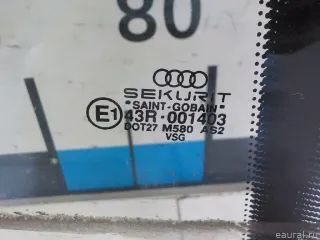 80
SEKURIT
"SAINT-GOBAIN"
E1 43R-001403
DOT27 M580 AS2
VSG
eaural.ru